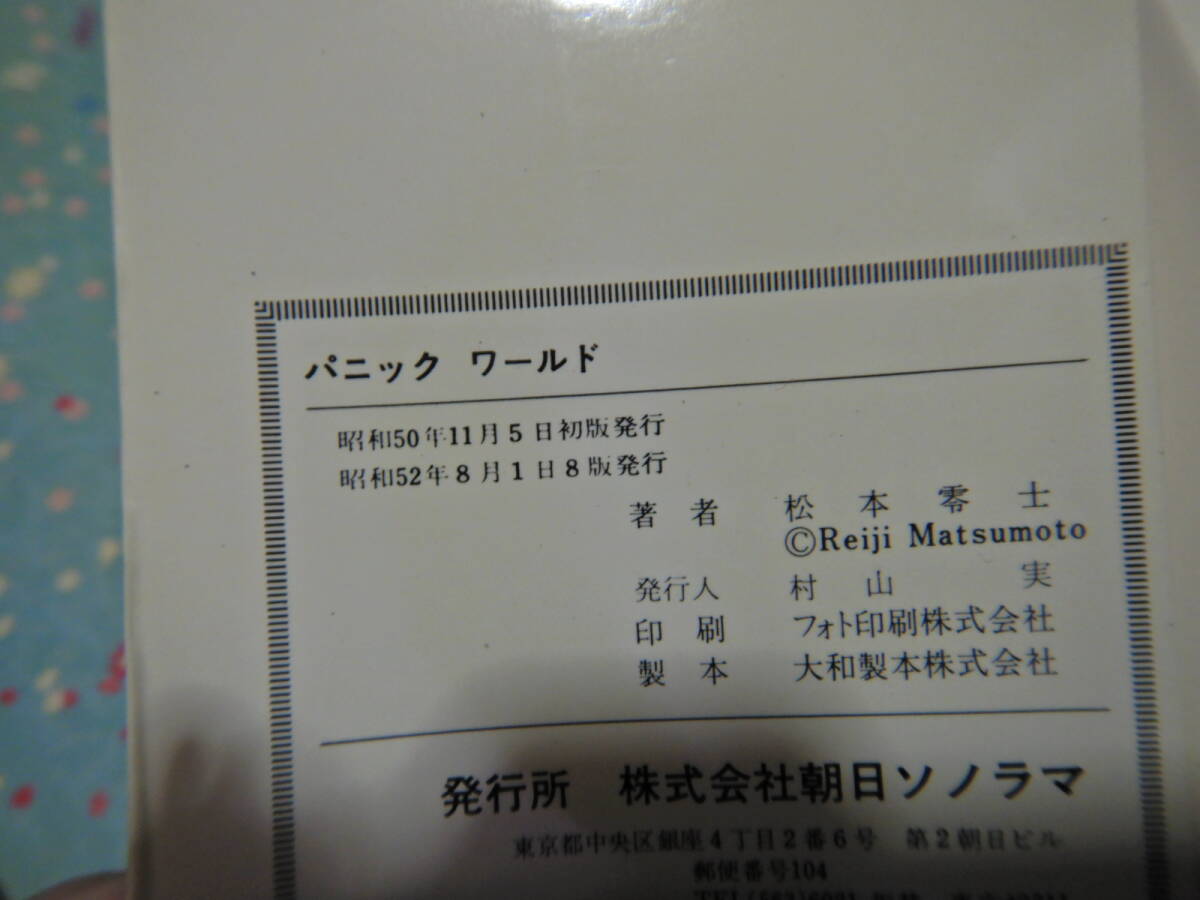 パニック ワールド
昭和50年11月5日初版発行
昭和52年8月1日8版発行
著者 松本零士
©Reiji Matsumoto
発行人 村山 実
印刷 フォト印刷株式会社
製本 大和製本株式会社
発行所 株式会社朝日ソノラマ
東京都中央区銀座4丁目2番6号 第2朝日ビル
郵便番号104